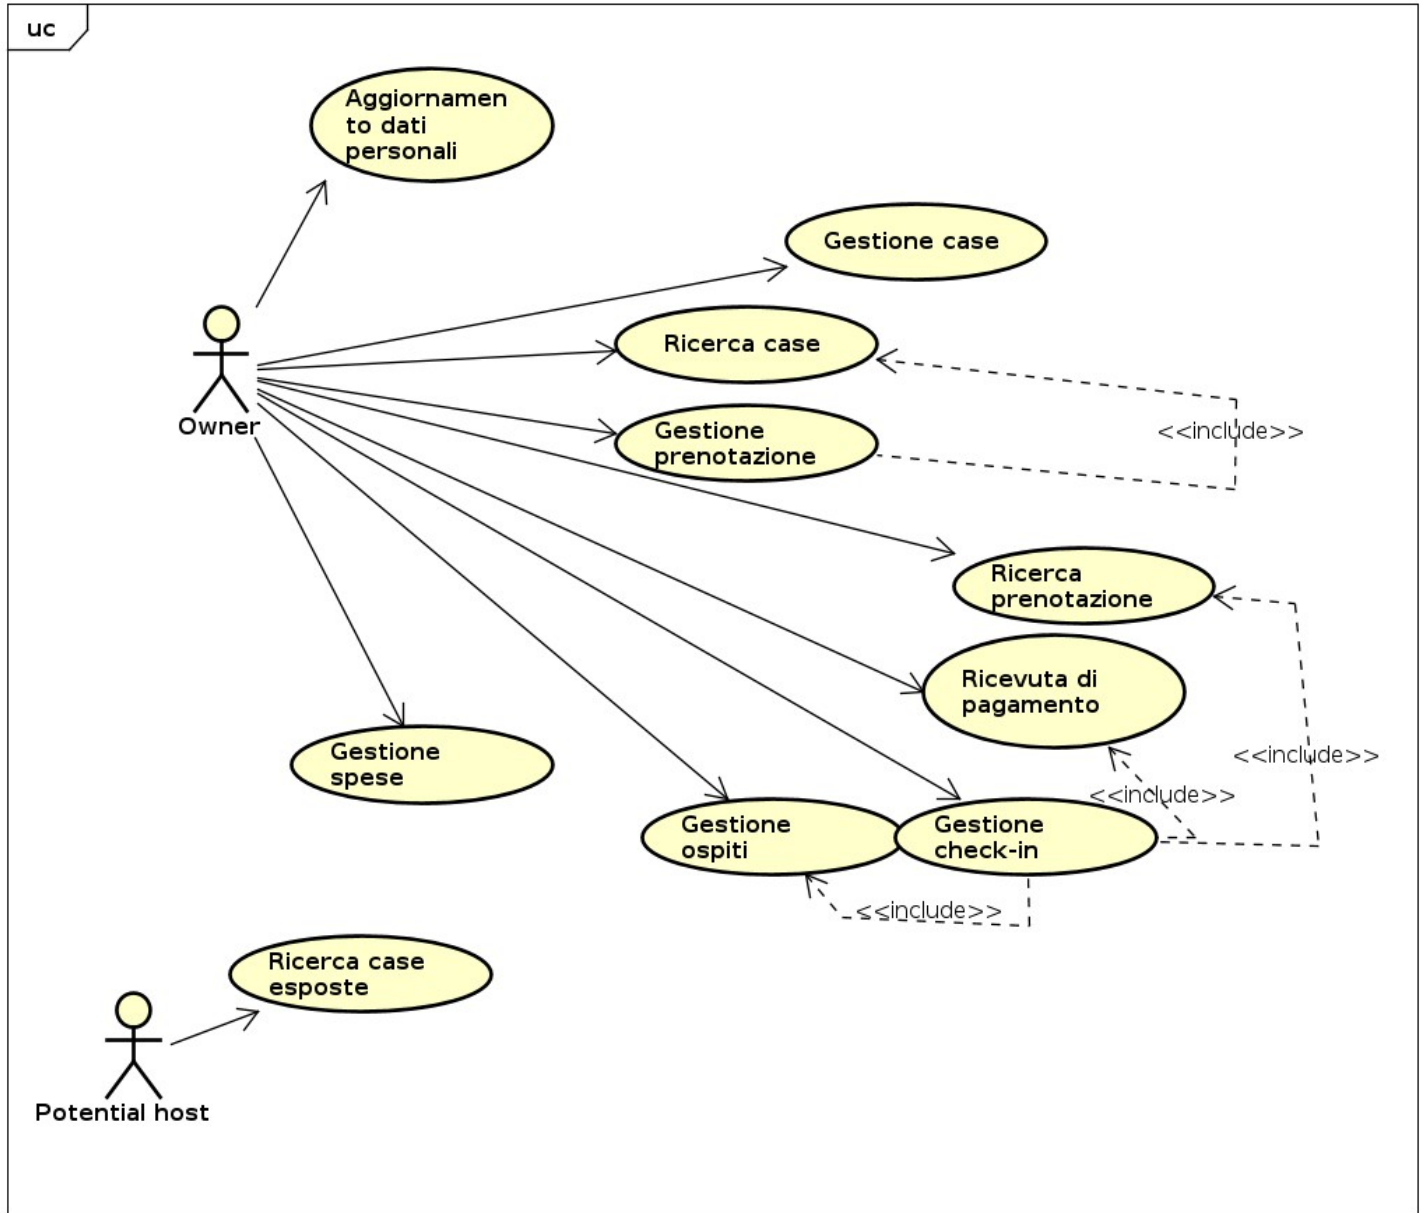 uc
Aggiornamen
to dati
personali
Gestione case
Ricerca case
Owner
Gestione
prenotazione
<<include>>
Ricerca
prenotazione
Ricevuta di
pagamento
Gestione
spese
<<include>>
<<include>>
Gestione
ospiti
Gestione
check-in
<<include>>
Ricerca case
esposte
Potential host